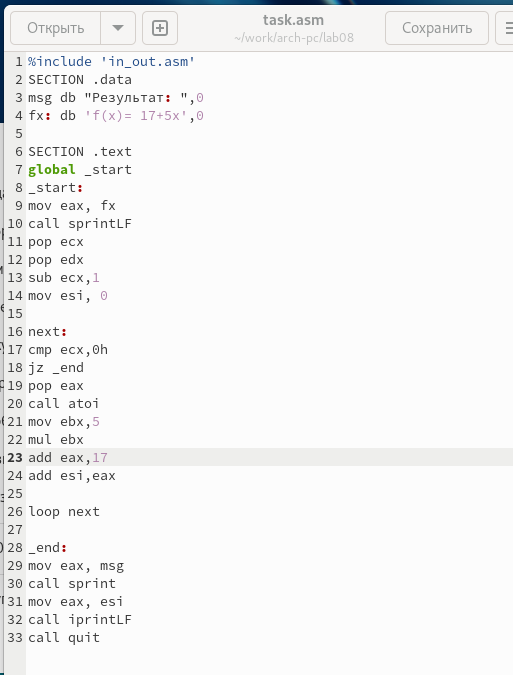 Открыть
task.asm
~/work/arch-pc/lab08
Сохранить
1 %include 'in_out.asm'
2 SECTION .data
3 msg db "Результат: ",0
4 fx: db 'f(x)= 17+5x',0
5
6 SECTION .text
7 global _start
8 _start:
9 mov eax, fx
10 call sprintLF
11 pop ecx
12 pop edx
13 sub ecx,1
14 mov esi, 0
15
16 next:
17 cmp ecx,0h
18 jz _end
19 pop eax
20 call atoi
21 mov ebx,5
22 mul ebx
23 add eax,17
24 add esi,eax
25
26 loop next
27
28 _end:
29 mov eax, msg
30 call sprint
31 mov eax, esi
32 call iprintLF
33 call quit